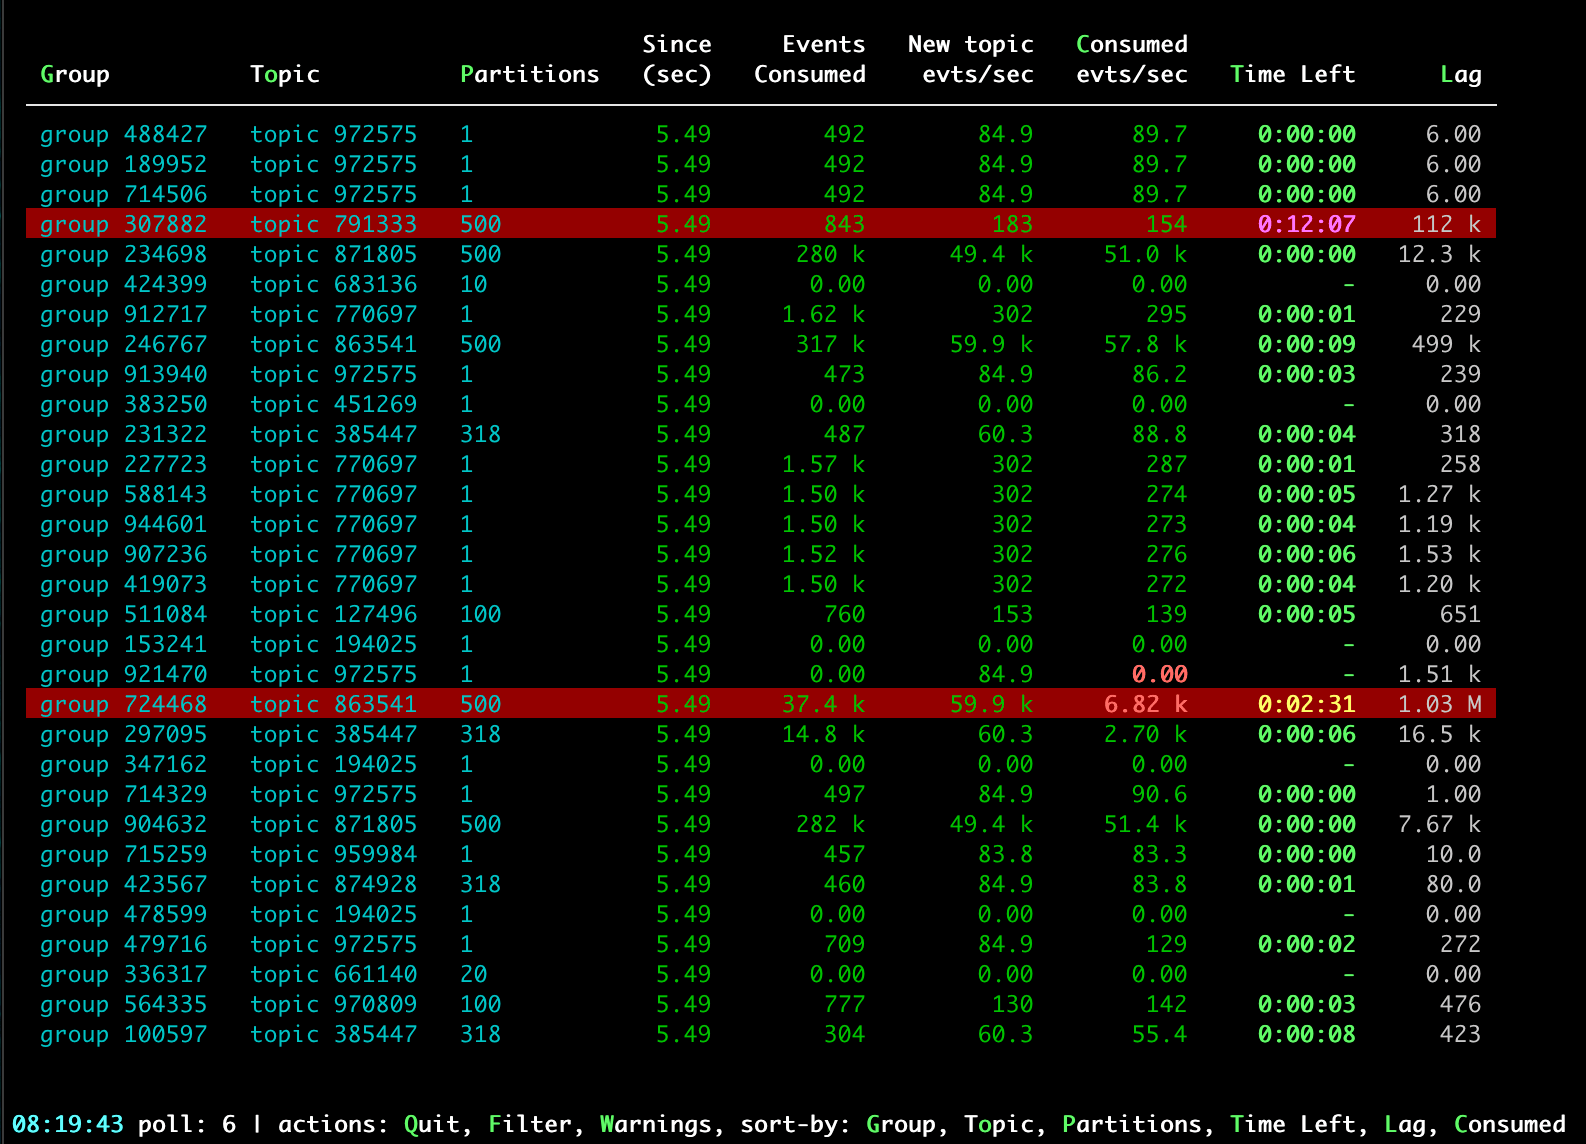 Since Events New topic Consumed
Group Topic Partitions (sec) Consumed evts/sec evts/sec Time Left Lag
group 488427 topic 972575 1 5.49 492 84.9 89.7 0:00:00 6.00
group 189952 topic 972575 1 5.49 492 84.9 89.7 0:00:00 6.00
group 714506 topic 972575 1 5.49 492 84.9 89.7 0:00:00 6.00
group 307882 topic 791333 500 5.49 843 183 154 0:12:07 112 k
group 234698 topic 871805 500 5.49 280 k 49.4 k 51.0 k 0:00:00 12.3 k
group 424399 topic 683136 10 5.49 0.00 0.00 0.00 - 0.00
group 912717 topic 770697 1 5.49 1.62 k 302 295 0:00:01 229
group 246767 topic 863541 500 5.49 317 k 59.9 k 57.8 k 0:00:09 499 k
group 913940 topic 972575 1 5.49 473 84.9 86.2 0:00:03 239
group 383250 topic 451269 1 5.49 0.00 0.00 0.00 - 0.00
group 231322 topic 385447 318 5.49 487 60.3 88.8 0:00:04 318
group 227723 topic 770697 1 5.49 1.57 k 302 287 0:00:01 258
group 588143 topic 770697 1 5.49 1.50 k 302 274 0:00:05 1.27 k
group 944601 topic 770697 1 5.49 1.50 k 302 273 0:00:04 1.19 k
group 907236 topic 770697 1 5.49 1.52 k 302 276 0:00:06 1.53 k
group 419073 topic 770697 1 5.49 1.50 k 302 272 0:00:04 1.20 k
group 511084 topic 127496 100 5.49 760 153 139 0:00:05 651
group 153241 topic 194025 1 5.49 0.00 0.00 0.00 - 0.00
group 921470 topic 972575 1 5.49 0.00 84.9 0.00 - 1.51 k
group 724468 topic 863541 500 5.49 37.4 k 59.9 k 6.82 k 0:02:31 1.03 M
group 297095 topic 385447 318 5.49 14.8 k 60.3 2.70 k 0:00:06 16.5 k
group 347162 topic 194025 1 5.49 0.00 0.00 0.00 - 0.00
group 714329 topic 972575 1 5.49 497 84.9 90.6 0:00:00 1.00
group 904632 topic 871805 500 5.49 282 k 49.4 k 51.4 k 0:00:00 7.67 k
group 715259 topic 959984 1 5.49 457 83.8 83.3 0:00:00 10.0
group 423567 topic 874928 318 5.49 460 84.9 83.8 0:00:01 80.0
group 478599 topic 194025 1 5.49 0.00 0.00 0.00 - 0.00
group 479716 topic 972575 1 5.49 709 84.9 129 0:00:02 272
group 336317 topic 661140 20 5.49 0.00 0.00 0.00 - 0.00
group 564335 topic 970809 100 5.49 777 130 142 0:00:03 476
group 100597 topic 385447 318 5.49 304 60.3 55.4 0:00:08 423
08:19:43 poll: 6 | actions: Quit, Filter, Warnings, sort-by: Group, Topic, Partitions, Time Left, Lag, Consumed